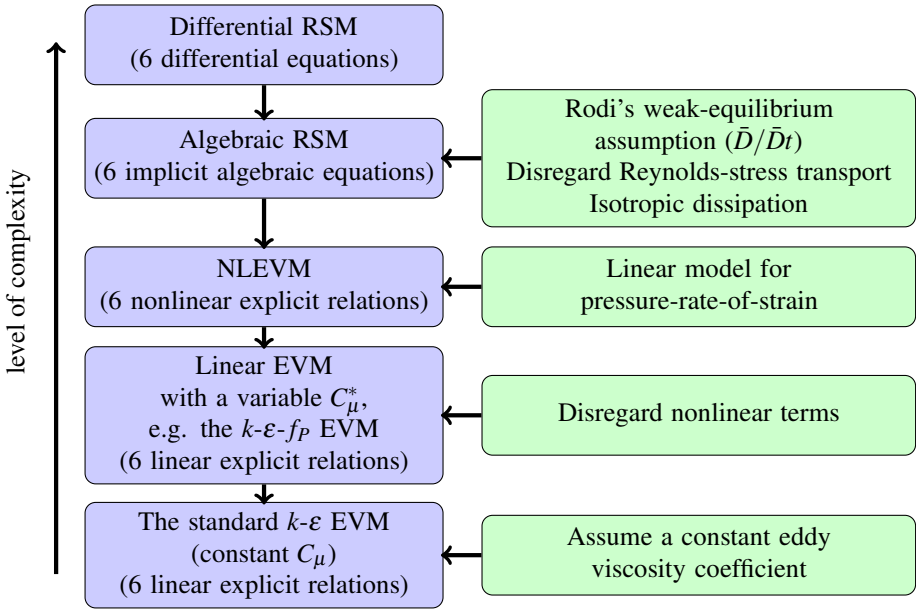 level of complexity
Differential RSM
(6 differential equations)
Algebraic RSM
(6 implicit algebraic equations)
Rodi's weak-equilibrium
assumption (D̄/D̄t)
Disregard Reynolds-stress transport
Isotropic dissipation
NLEVM
(6 nonlinear explicit relations)
Linear model for
pressure-rate-of-strain
Linear EVM
with a variable C*μ,
e.g. the k-ε-fP EVM
(6 linear explicit relations)
Disregard nonlinear terms
The standard k-ε EVM
(constant Cμ)
(6 linear explicit relations)
Assume a constant eddy
viscosity coefficient